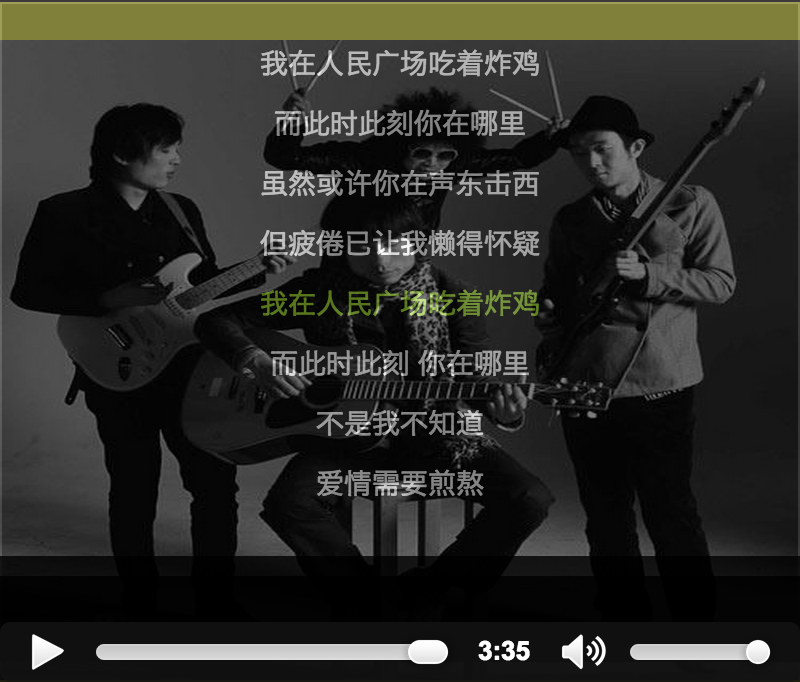 我在人民广场吃着炸鸡
而此时此刻你在哪里
虽然或许你在声东击西
但疲倦已让我懒得怀疑
我在人民广场吃着炸鸡
而此时此刻 你在哪里
不是我不知道
爱情需要煎熬
3:35